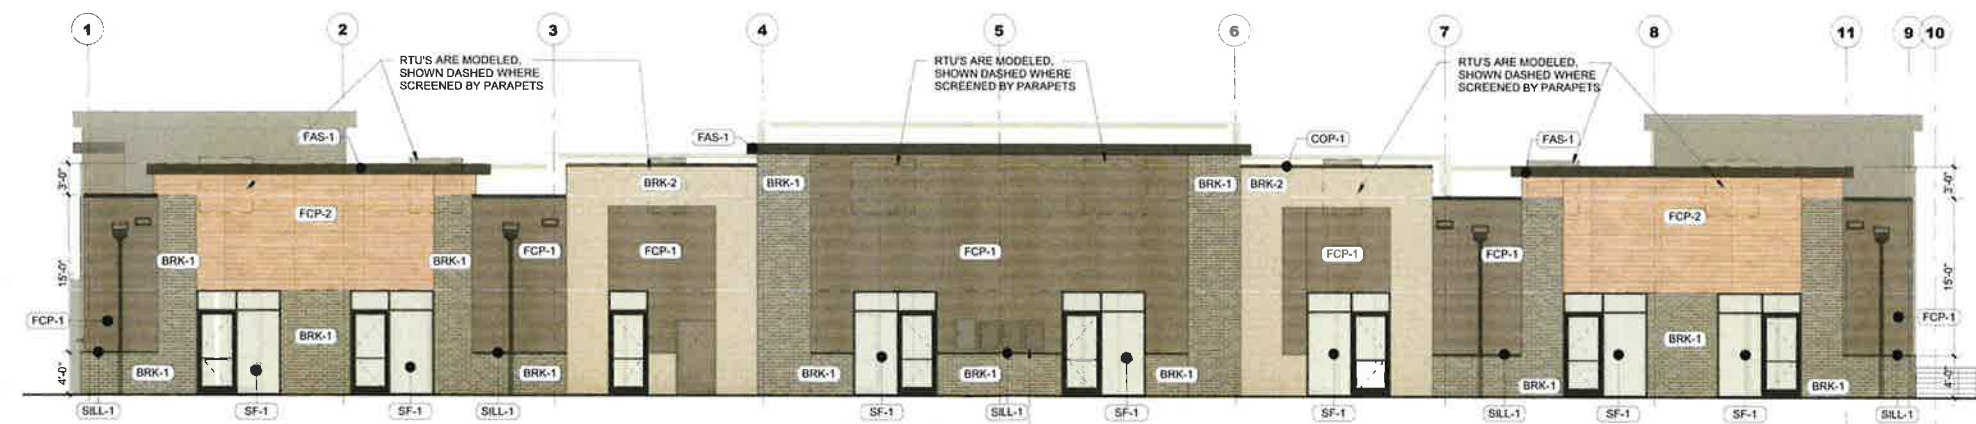 1 2 3 4 5 6 7 8 11 9 10
RTU'S ARE MODELED,
SHOWN DASHED WHERE
SCREENED BY PARAPETS
RTU'S ARE MODELED,
SHOWN DASHED WHERE
SCREENED BY PARAPETS
RTU'S ARE MODELED,
SHOWN DASHED WHERE
SCREENED BY PARAPETS
FAS-1 FAS-1 COP-1 FAS-1
3'-0" BRK-2 BRK-1 BRK-1 BRK-2 3'-0"
FCP-2 FCP-2
FCP-1 FCP-1 FCP-1 FCP-1 FCP-1
BRK-1 BRK-1
15'-0" 15'-0"
FCP-1 BRK-1 BRK-1 FCP-1
4'-0" BRK-1 BRK-1 BRK-1 BRK-1 BRK-1 BRK-1 BRK-1 4'-0"
SILL-1 SF-1 SF-1 SILL-1 SF-1 SILL-1 SF-1 SF-1 SILL-1 SF-1 SF-1 SILL-1